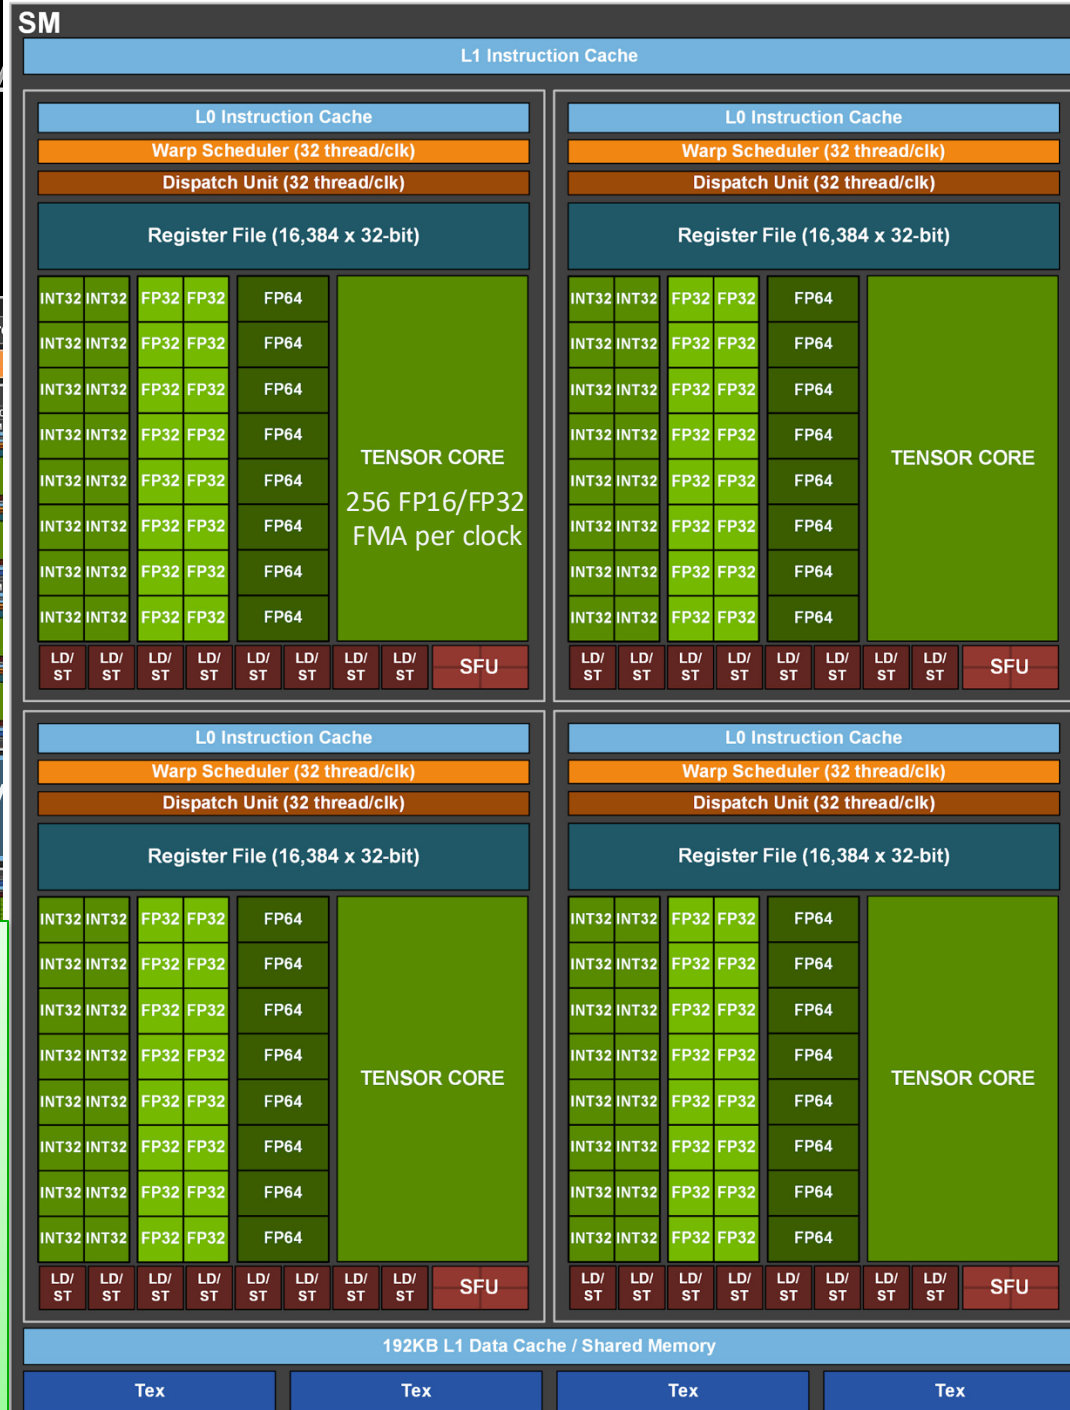 SM
L1 Instruction Cache
L0 Instruction Cache
Warp Scheduler (32 thread/clk)
Dispatch Unit (32 thread/clk)
Register File (16,384 x 32-bit)
INT32 INT32 FP32 FP32 FP64
INT32 INT32 FP32 FP32 FP64
INT32 INT32 FP32 FP32 FP64
INT32 INT32 FP32 FP32 FP64
INT32 INT32 FP32 FP32 FP64
INT32 INT32 FP32 FP32 FP64
INT32 INT32 FP32 FP32 FP64
INT32 INT32 FP32 FP32 FP64
TENSOR CORE
256 FP16/FP32
FMA per clock
LD/ LD/ LD/ LD/ LD/ LD/ LD/ LD/
ST ST ST ST ST ST ST ST
SFU
L0 Instruction Cache
Warp Scheduler (32 thread/clk)
Dispatch Unit (32 thread/clk)
Register File (16,384 x 32-bit)
INT32 INT32 FP32 FP32 FP64
INT32 INT32 FP32 FP32 FP64
INT32 INT32 FP32 FP32 FP64
INT32 INT32 FP32 FP32 FP64
INT32 INT32 FP32 FP32 FP64
INT32 INT32 FP32 FP32 FP64
INT32 INT32 FP32 FP32 FP64
INT32 INT32 FP32 FP32 FP64
TENSOR CORE
LD/ LD/ LD/ LD/ LD/ LD/ LD/ LD/
ST ST ST ST ST ST ST ST
SFU
L0 Instruction Cache
Warp Scheduler (32 thread/clk)
Dispatch Unit (32 thread/clk)
Register File (16,384 x 32-bit)
INT32 INT32 FP32 FP32 FP64
INT32 INT32 FP32 FP32 FP64
INT32 INT32 FP32 FP32 FP64
INT32 INT32 FP32 FP32 FP64
INT32 INT32 FP32 FP32 FP64
INT32 INT32 FP32 FP32 FP64
INT32 INT32 FP32 FP32 FP64
INT32 INT32 FP32 FP32 FP64
TENSOR CORE
LD/ LD/ LD/ LD/ LD/ LD/ LD/ LD/
ST ST ST ST ST ST ST ST
SFU
L0 Instruction Cache
Warp Scheduler (32 thread/clk)
Dispatch Unit (32 thread/clk)
Register File (16,384 x 32-bit)
INT32 INT32 FP32 FP32 FP64
INT32 INT32 FP32 FP32 FP64
INT32 INT32 FP32 FP32 FP64
INT32 INT32 FP32 FP32 FP64
INT32 INT32 FP32 FP32 FP64
INT32 INT32 FP32 FP32 FP64
INT32 INT32 FP32 FP32 FP64
INT32 INT32 FP32 FP32 FP64
TENSOR CORE
LD/ LD/ LD/ LD/ LD/ LD/ LD/ LD/
ST ST ST ST ST ST ST ST
SFU
192KB L1 Data Cache / Shared Memory
Tex Tex Tex Tex